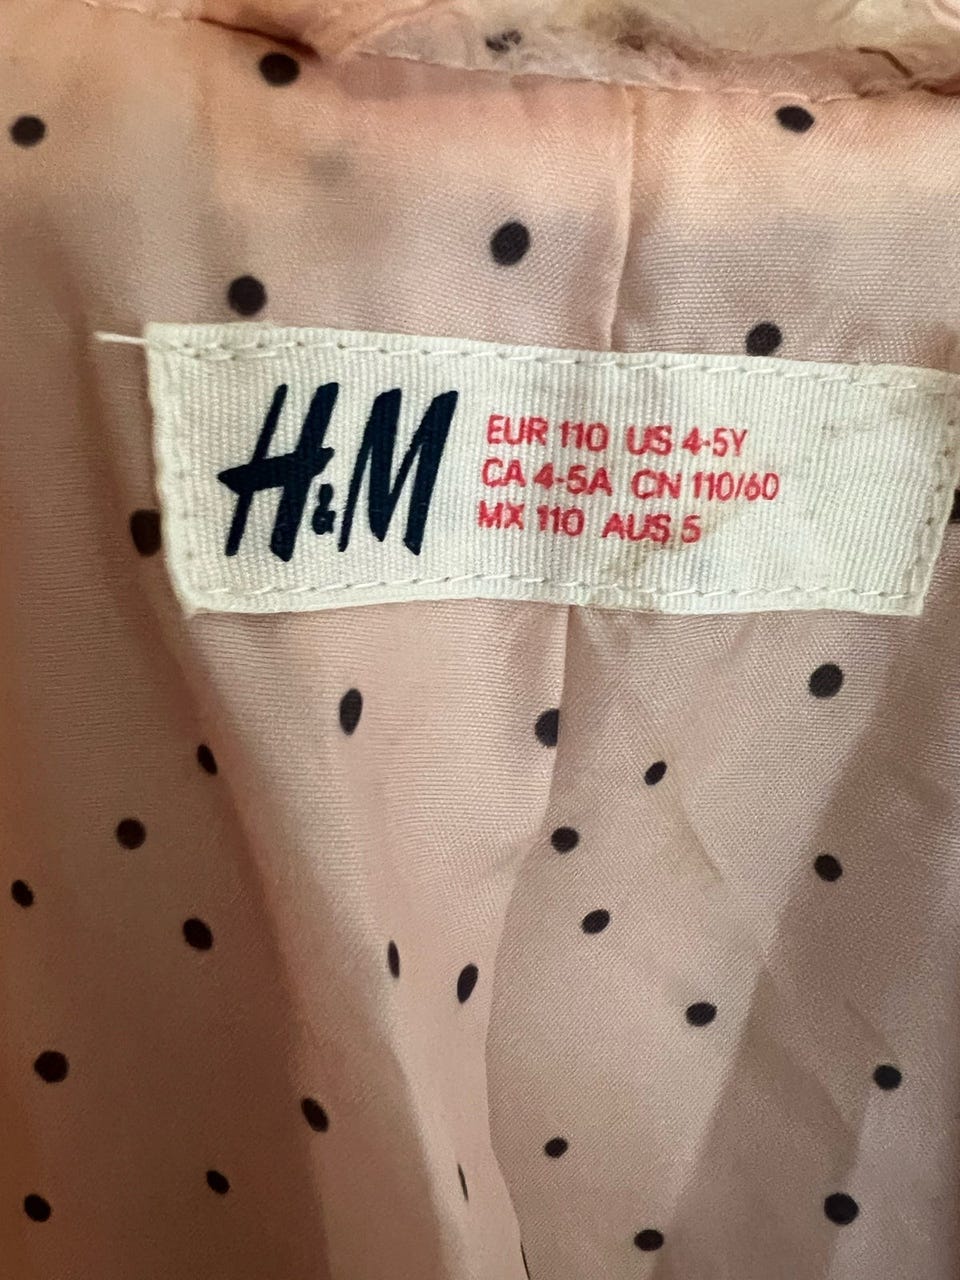 H&M
EUR 110 US 4-5Y
CA 4-5A CN 110/60
MX 110 AUS 5